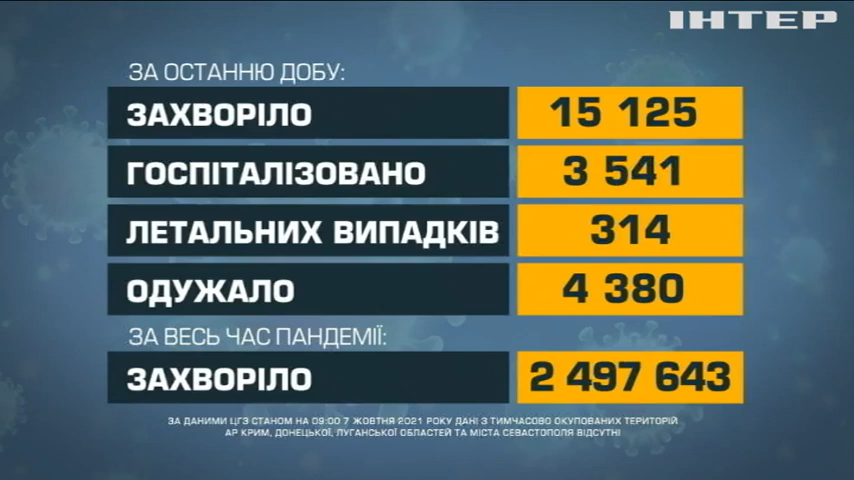 ІНТЕР
ЗА ОСТАННЮ ДОБУ:
ЗАХВОРІЛО 15 125
ГОСПІТАЛІЗОВАНО 3 541
ЛЕТАЛЬНИХ ВИПАДКІВ 314
ОДУЖАЛО 4 380
ЗА ВЕСЬ ЧАС ПАНДЕМІЇ:
ЗАХВОРІЛО 2 497 643
ЗА ДАНИМИ ЦГЗ СТАНОМ НА 09:00 7 ЖОВТНЯ 2021 РОКУ ДАНІ З ТИМЧАСОВО ОКУПОВАНИХ ТЕРИТОРІЙ
АР КРИМ, ДОНЕЦЬКОЇ, ЛУГАНСЬКОЇ ОБЛАСТЕЙ ТА МІСТА СЕВАСТОПОЛЯ ВІДСУТНІ